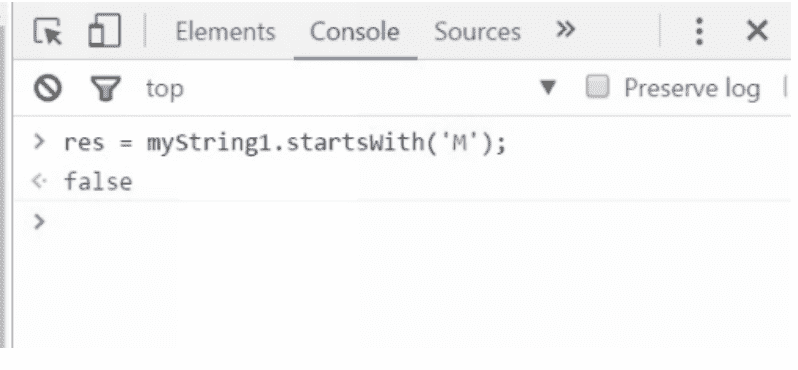 Elements Console Sources »
top ▼ Preserve log
> res = myString1.startsWith('M');
false
>